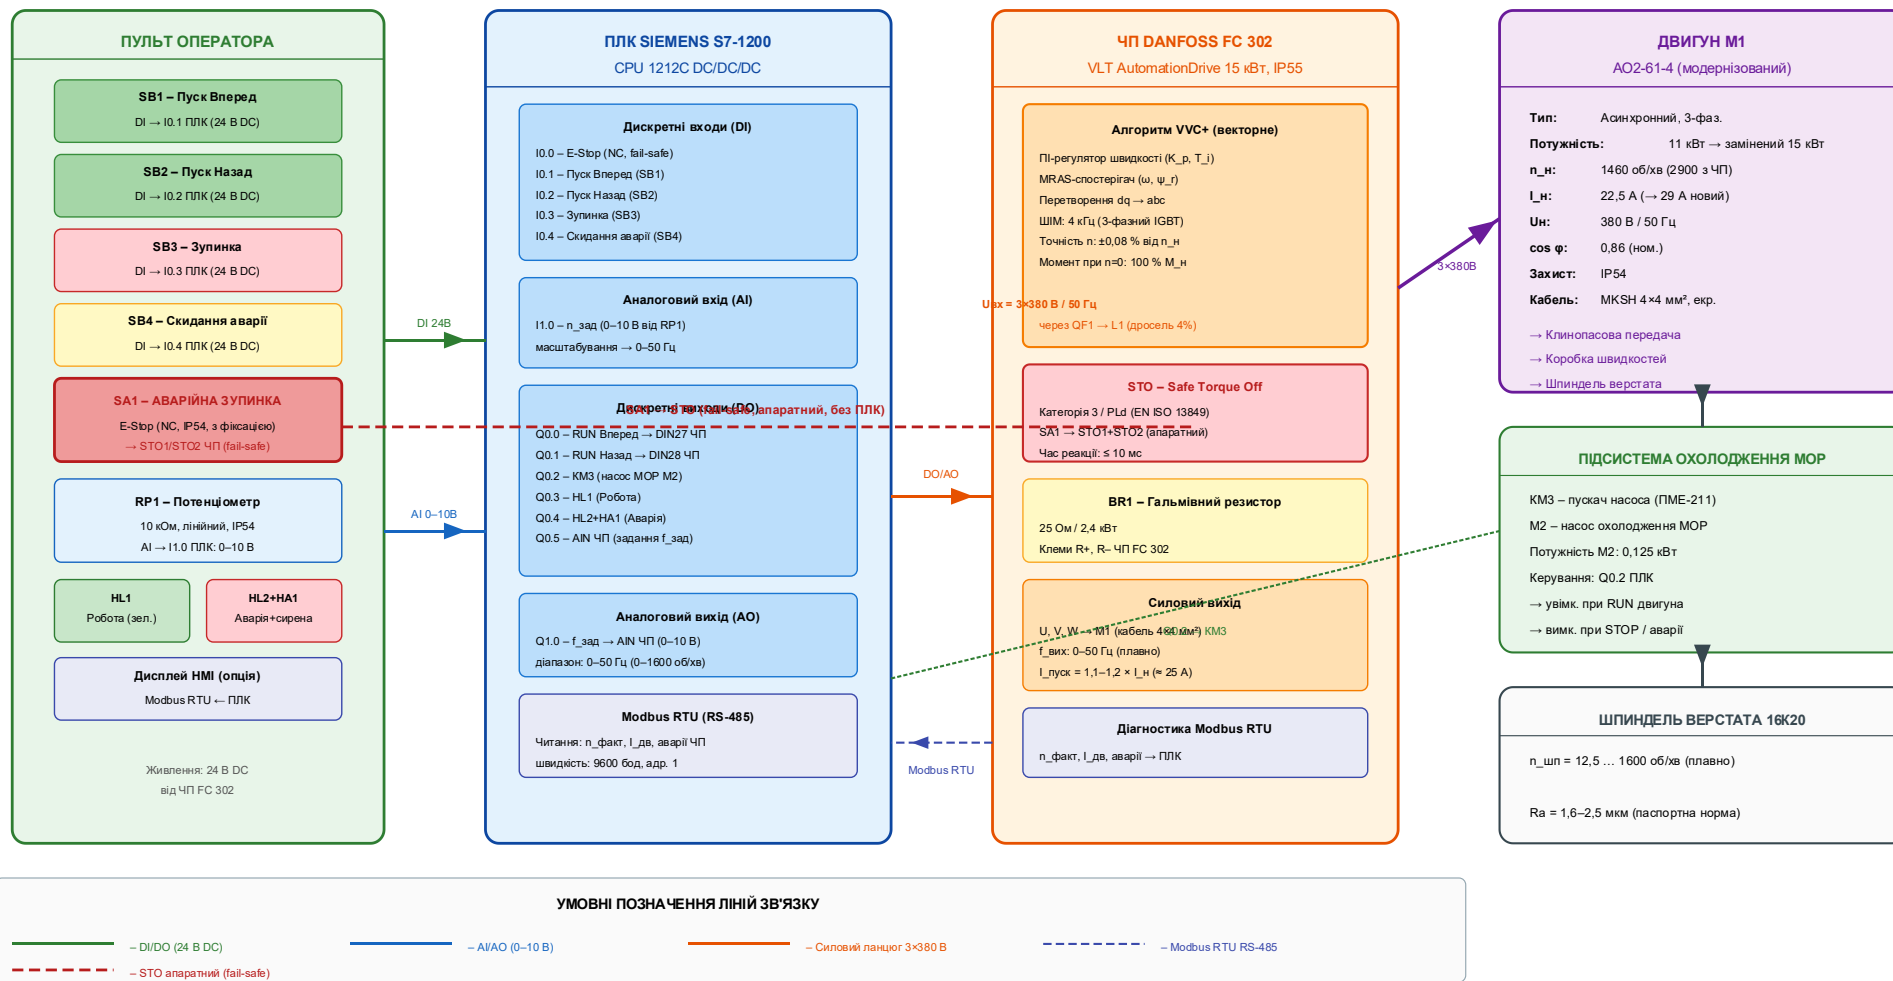 ПУЛЬТ ОПЕРАТОРА
SB1 – Пуск Вперед
DI → I0.1 ПЛК (24 В DC)
SB2 – Пуск Назад
DI → I0.2 ПЛК (24 В DC)
SB3 – Зупинка
DI → I0.3 ПЛК (24 В DC)
SB4 – Скидання аварії
DI → I0.4 ПЛК (24 В DC)
SA1 – АВАРІЙНА ЗУПИНКА
E-Stop (NC, IP54, з фіксацією)
→ STO1/STO2 ЧП (fail-safe)
RP1 – Потенціометр
10 кОм, лінійний, IP54
AI → I1.0 ПЛК: 0–10 В
HL1
Робота (зел.)
HL2+HA1
Аварія+сирена
Дисплей HMI (опція)
Modbus RTU ← ПЛК
Живлення: 24 В DC
від ЧП FC 302
DI 24В
AI 0–10В
ПЛК SIEMENS S7-1200
CPU 1212C DC/DC/DC
Дискретні входи (DI)
I0.0 – E-Stop (NC, fail-safe)
I0.1 – Пуск Вперед (SB1)
I0.2 – Пуск Назад (SB2)
I0.3 – Зупинка (SB3)
I0.4 – Скидання аварії (SB4)
Аналоговий вхід (AI)
I1.0 – n_зад (0–10 В від RP1)
масштабування → 0–50 Гц
Дискретні виходи (DO)
апаратний, без ПЛК)
Q0.0 – RUN Вперед → DIN27 ЧП
Q0.1 – RUN Назад → DIN28 ЧП
Q0.2 – КМ3 (насос МОР М2)
Q0.3 – HL1 (Робота)
Q0.4 – HL2+HA1 (Аварія)
Q0.5 – AIN ЧП (задання f_зад)
Аналоговий вихід (AO)
Q1.0 – f_зад → AIN ЧП (0–10 В)
діапазон: 0–50 Гц (0–1600 об/хв)
Modbus RTU (RS-485)
Читання: n_факт, I_дв, аварії ЧП
швидкість: 9600 бод, адр. 1
DO/AO
Modbus RTU
ЧП DANFOSS FC 302
VLT AutomationDrive 15 кВт, IP55
Алгоритм VVC+ (векторне)
ПІ-регулятор швидкості (K_p, T_i)
MRAS-спостерігач (ω, ψ_r)
Перетворення dq → abc
ШІМ: 4 кГц (3-фазний IGBT)
Точність n: ±0,08 % від n_н
Момент при n=0: 100 % М_н
Uвх = 3×380 В / 50 Гц
через QF1 → L1 (дросель 4%)
STO – Safe Torque Off
Категорія 3 / PLd (EN ISO 13849)
SA1 → STO1+STO2 (апаратний)
Час реакції: ≤ 10 мс
BR1 – Гальмівний резистор
25 Ом / 2,4 кВт
Клеми R+, R– ЧП FC 302
Силовий вихід
U, V, W → М1 (кабель 4×4 мм²) КМ3
f_вих: 0–50 Гц (плавно)
I_пуск = 1,1–1,2 × I_н (≈ 25 А)
Діагностика Modbus RTU
n_факт, I_дв, аварії → ПЛК
3×380В
ДВИГУН М1
АО2-61-4 (модернізований)
Тип: Асинхронний, 3-фаз.
Потужність: 11 кВт → замінений 15 кВт
n_н: 1460 об/хв (2900 з ЧП)
I_н: 22,5 А (→ 29 А новий)
Uн: 380 В / 50 Гц
cos φ: 0,86 (ном.)
Захист: IP54
Кабель: MKSH 4×4 мм², екр.
→ Клинопасова передача
→ Коробка швидкостей
→ Шпиндель верстата
ПІДСИСТЕМА ОХОЛОДЖЕННЯ МОР
КМ3 – пускач насоса (ПМЕ-211)
М2 – насос охолодження МОР
Потужність М2: 0,125 кВт
Керування: Q0.2 ПЛК
→ увімк. при RUN двигуна
→ вимк. при STOP / аварії
ШПИНДЕЛЬ ВЕРСТАТА 16К20
n_шп = 12,5 … 1600 об/хв (плавно)
Ra = 1,6–2,5 мкм (паспортна норма)
УМОВНІ ПОЗНАЧЕННЯ ЛІНІЙ ЗВ'ЯЗКУ
– DI/DO (24 В DC)
– AI/AO (0–10 В)
– Силовий ланцюг 3×380 В
– Modbus RTU RS-485
– STO апаратний (fail-safe)